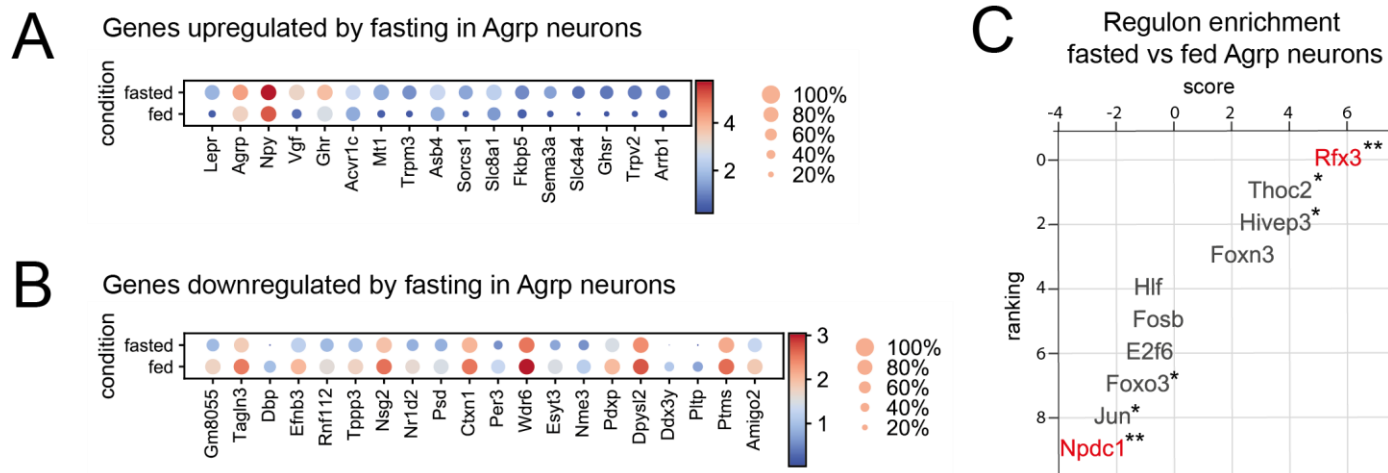 A
Genes upregulated by fasting in Agrp neurons
condition
fasted
fed
Lepr
Agrp
Npy
Vgf
Ghr
Acvr1c
Mt1
Trpm3
Asb4
Sorcs1
Slc8a1
Fkbp5
Sema3a
Slc4a4
Ghsr
Trpv2
Arrb1
4
2
100%
80%
60%
40%
20%
B
Genes downregulated by fasting in Agrp neurons
condition
fasted
fed
Gm8055
Tagln3
Dbp
Efnb3
Rnf112
Tppp3
Nsg2
Nr1d2
Psd
Ctxn1
Per3
Wdr6
Esyt3
Nme3
Pdxp
Dpysl2
Ddx3y
Pltp
Ptms
Amigo2
3
2
1
100%
80%
60%
40%
20%
C
Regulon enrichment
fasted vs fed Agrp neurons
score
-4 -2 0 2 4 6
ranking
0
2
4
6
8
Rfx3**
Thoc2*
Hivep3*
Foxn3
Hlf
Fosb
E2f6
Foxo3*
Jun*
Npdc1**